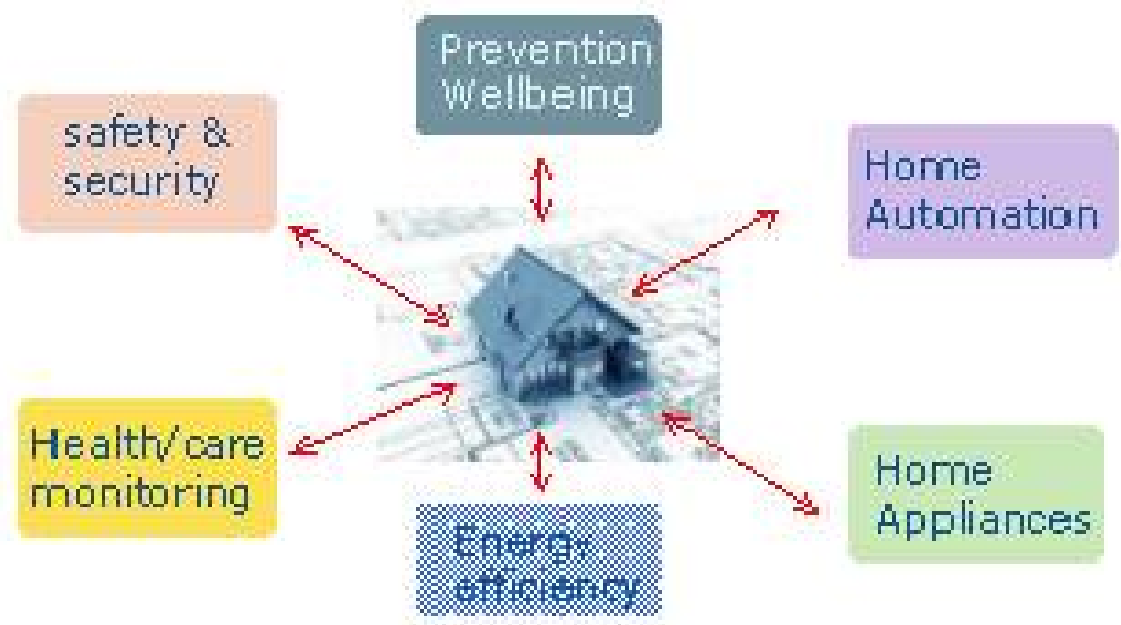 Prevention
Wellbeing
safety &
security
Home
Automation
Health/care
monitoring
Home
Appliances
Energy
efficiency